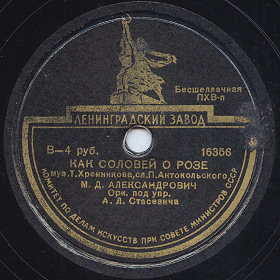 Бесшеллачная
ПХВ-п
ЛЕНИНГРАДСКИЙ ЗАВОД
В–4 руб.
16356
КАК СОЛОВЕЙ О РОЗЕ
муз. Т. Хренникова, сл. П. Антокольского
М. Д. АЛЕКСАНДРОВИЧ
Орк. под упр.
А. Л. Стасевича
КОМИТЕТ ПО ДЕЛАМ ИСКУССТВ ПРИ СОВЕТЕ МИНИСТРОВ СССР